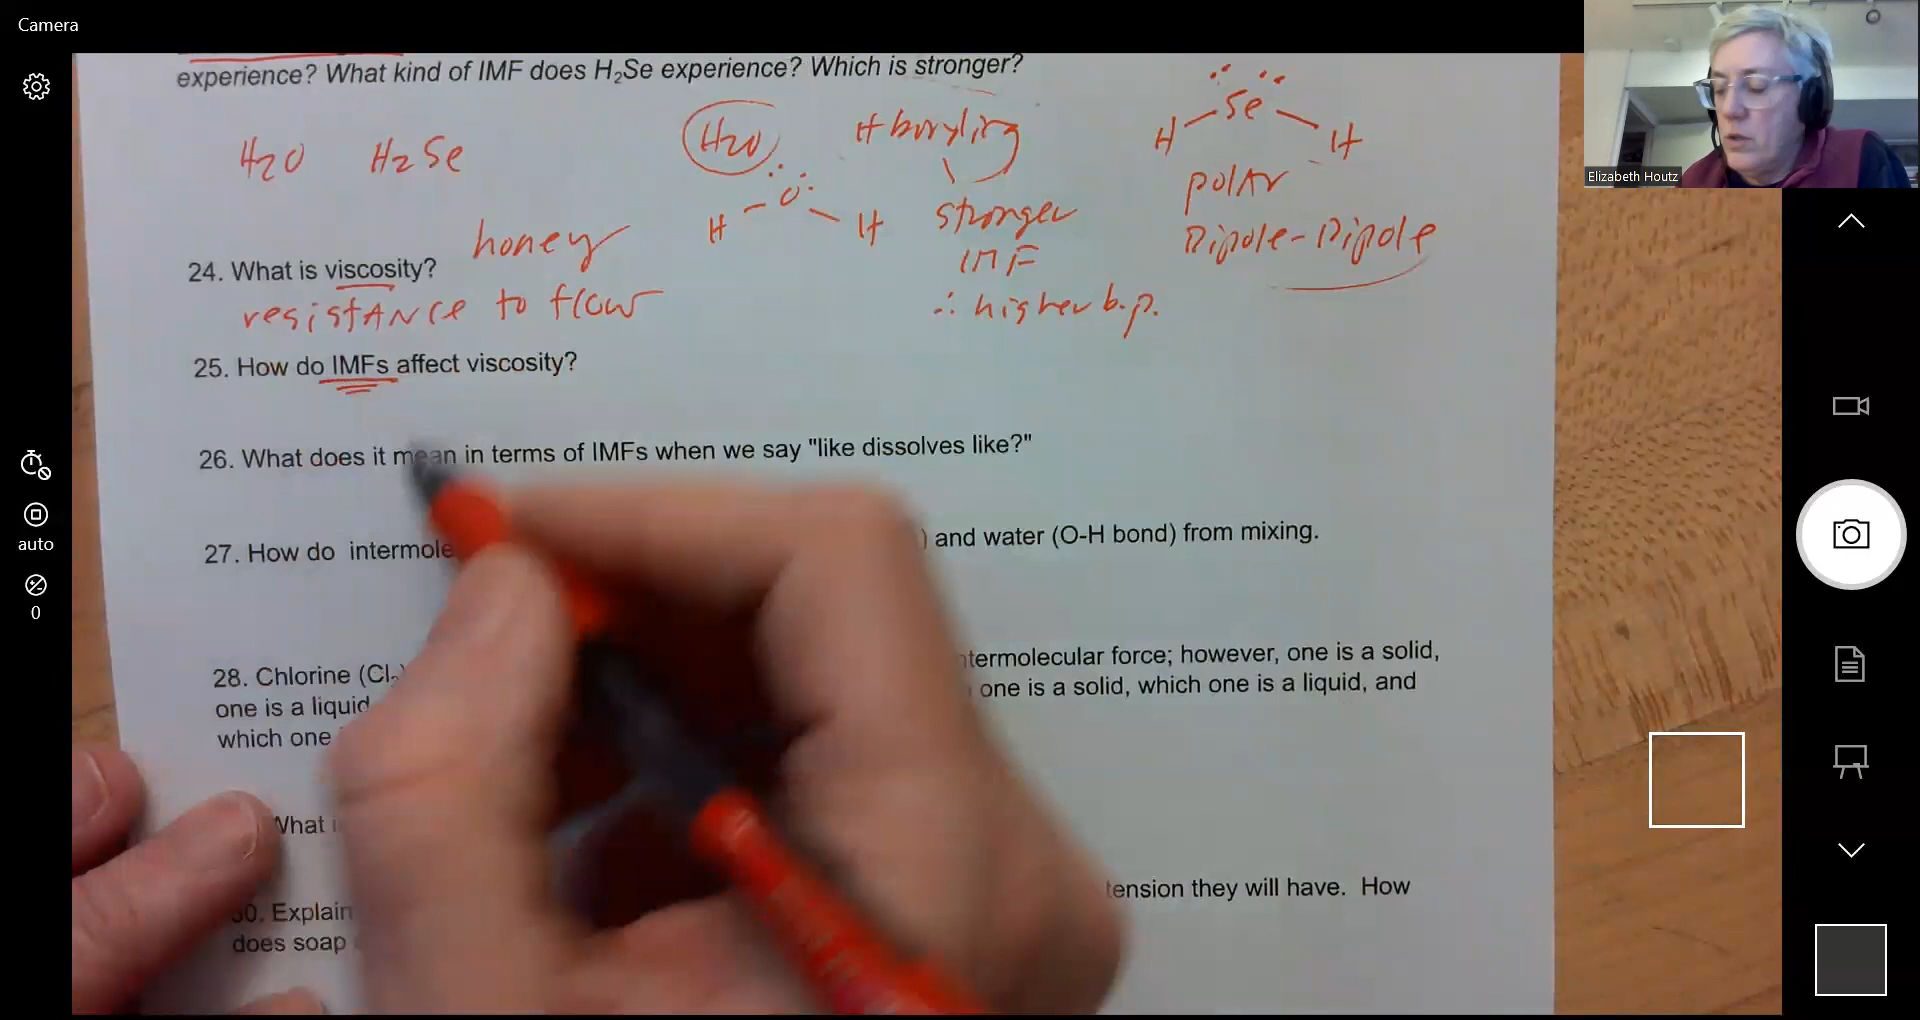 Camera
experience? What kind of IMF does H₂Se experience? Which is stronger?
H2O H2Se
H2O
H
O
H
H bonding
stronger
IMF
∴ higher b.p.
Se
H
H
polar
Dipole-Dipole
Elizabeth Houtz
24. What is viscosity?
honey
resistance to flow
25. How do IMFs affect viscosity?
26. What does it mean in terms of IMFs when we say "like dissolves like?"
27. How do and water (O-H bond) from mixing.
28. Chlorine (Cl₂) intermolecular force; however, one is a solid,
one is a liquid one is a solid, which one is a liquid, and
which one
What
30. Explain tension they will have. How
does soap
auto
0